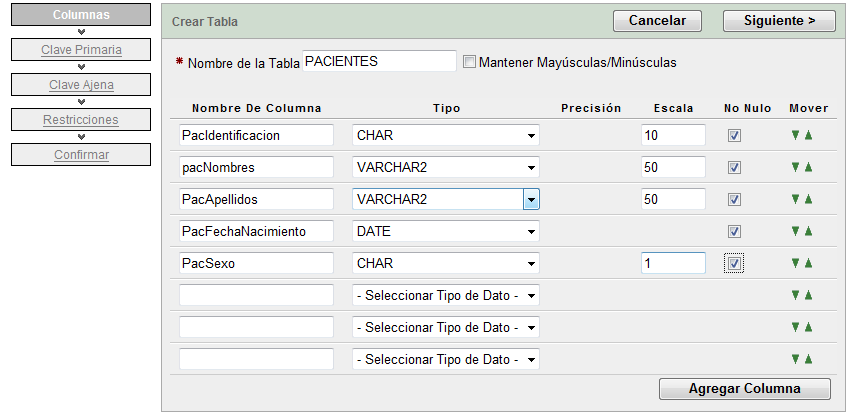 Columnas
Clave Primaria
Clave Ajena
Restricciones
Confirmar
Crear Tabla
Cancelar
Siguiente >
* Nombre de la Tabla PACIENTES Mantener Mayúsculas/Minúsculas
Nombre De Columna Tipo Precisión Escala No Nulo Mover
PacIdentificacion CHAR 10
pacNombres VARCHAR2 50
PacApellidos VARCHAR2 50
PacFechaNacimiento DATE
PacSexo CHAR 1
- Seleccionar Tipo de Dato -
- Seleccionar Tipo de Dato -
- Seleccionar Tipo de Dato -
Agregar Columna